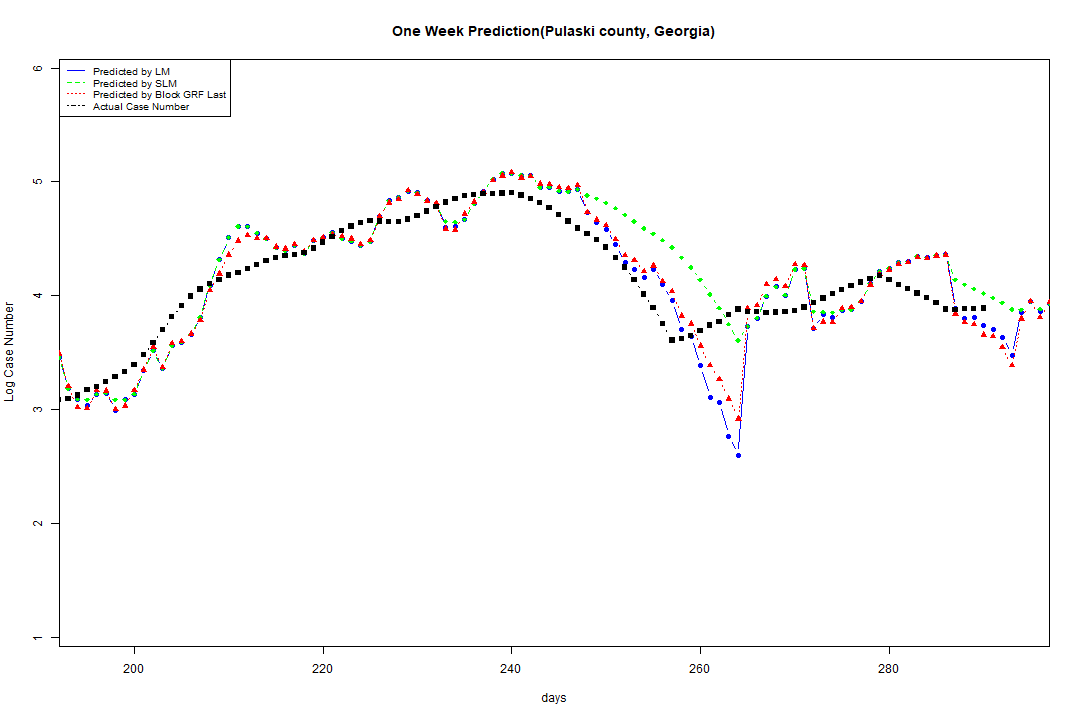 One Week Prediction(Pulaski county, Georgia)
Predicted by LM
Predicted by SLM
Predicted by Block GRF Last
Actual Case Number
6
5
4
3
2
1
Log Case Number
200 220 240 260 280
days